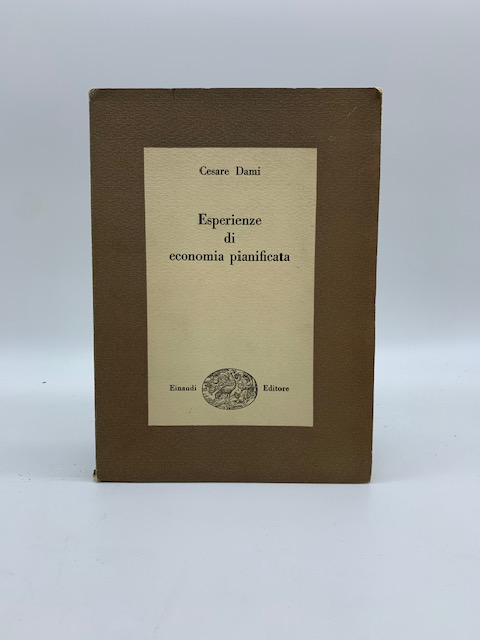 Cesare Dami
Esperienze
di
economia pianificata
Einaudi Editore